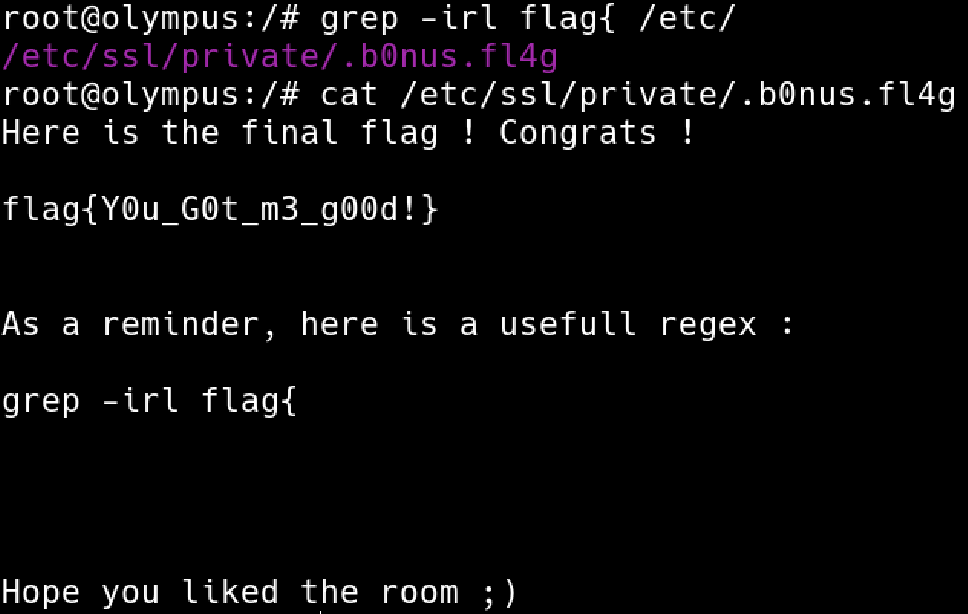 root@olympus:/# grep -irl flag{ /etc/
/etc/ssl/private/.b0nus.fl4g
root@olympus:/# cat /etc/ssl/private/.b0nus.fl4g
Here is the final flag ! Congrats !
flag{Y0u_G0t_m3_g00d!}
As a reminder, here is a usefull regex :
grep -irl flag{
Hope you liked the room ;)